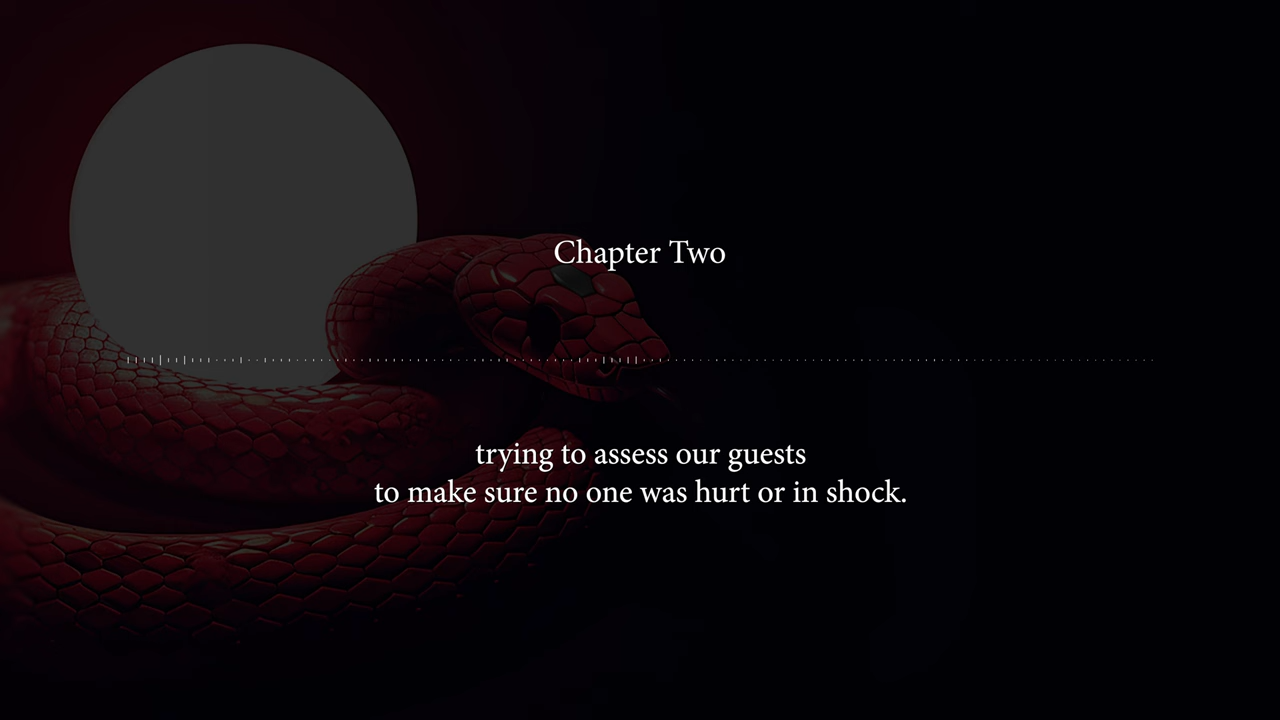 Chapter Two
trying to assess our guests
to make sure no one was hurt or in shock.